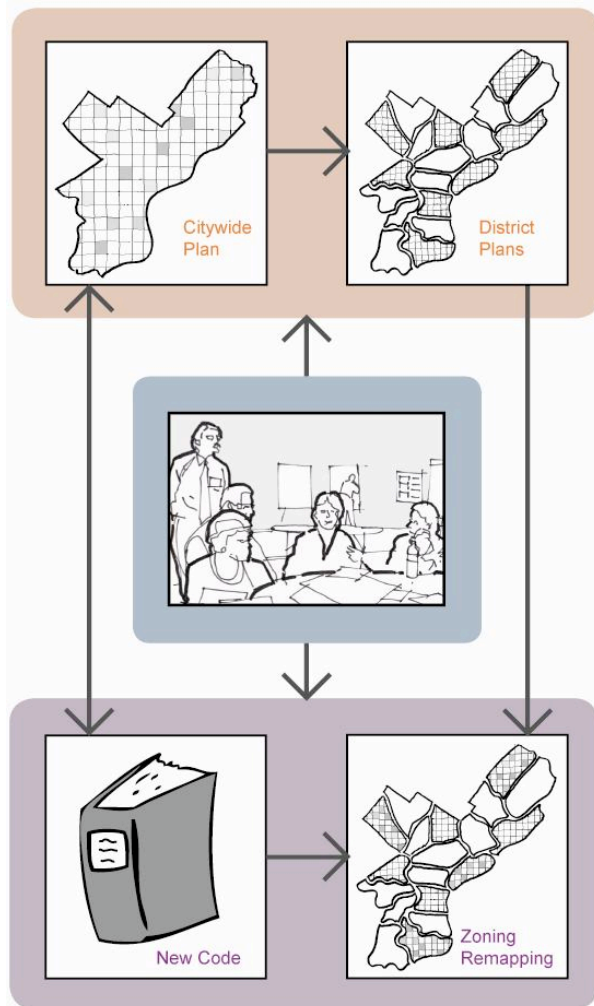 Citywide
Plan
District
Plans
New Code
Zoning
Remapping